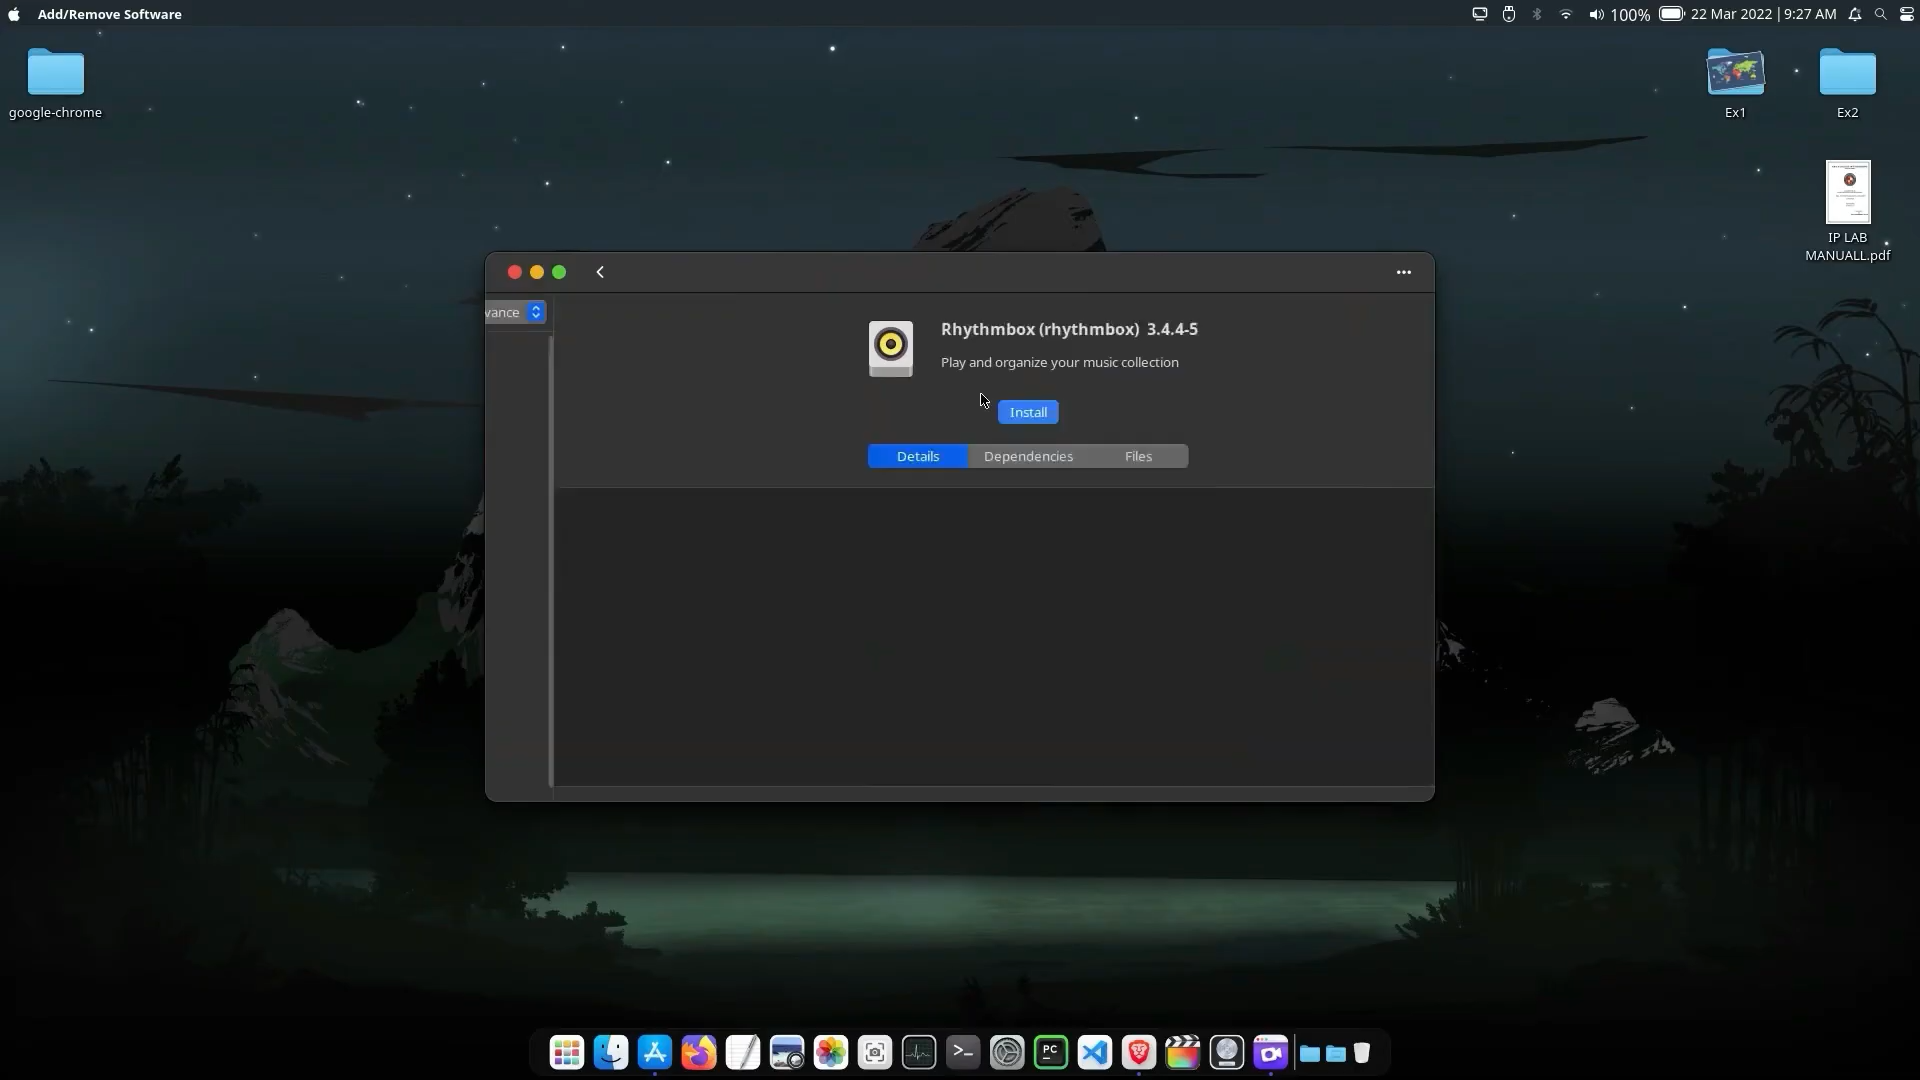 Add/Remove Software
100% 22 Mar 2022 | 9:27 AM
google-chrome
Ex1
Ex2
IP LAB
MANUALL.pdf
vance
Rhythmbox (rhythmbox) 3.4.4-5
Play and organize your music collection
Install
Details Dependencies Files
PC